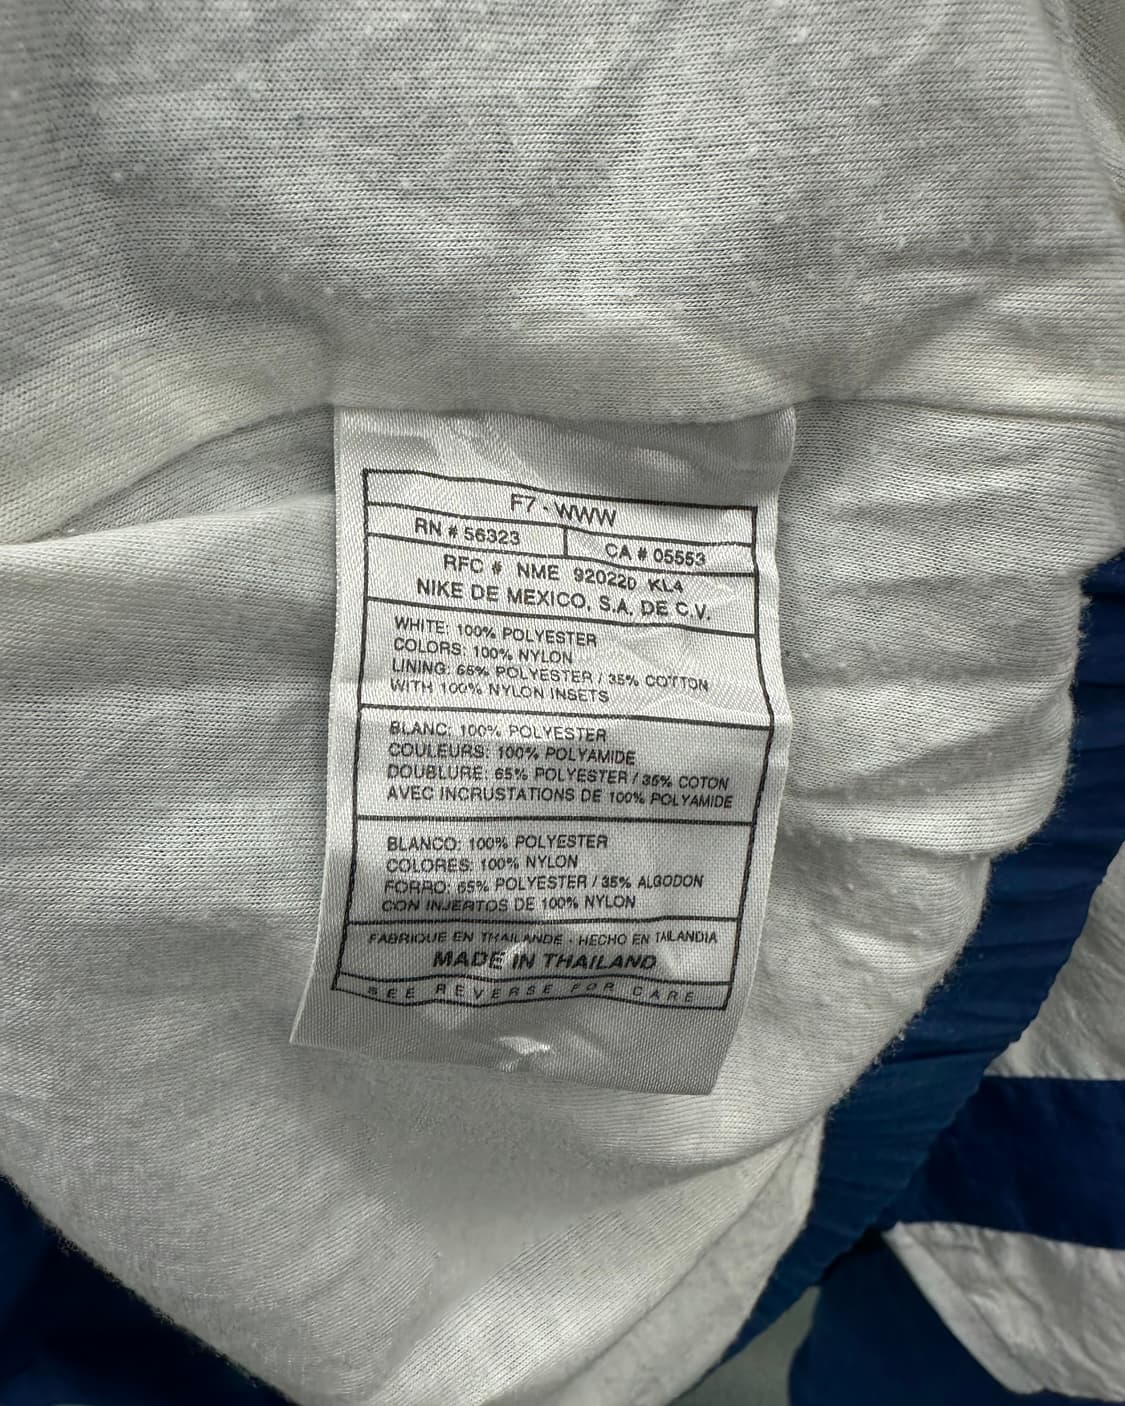 F7 - WWW
RN # 56323
CA # 05553
RFC # NME 920220 KL4
NIKE DE MEXICO, S.A. DE C.V.
WHITE: 100% POLYESTER
COLORS: 100% NYLON
LINING: 65% POLYESTER / 35% COTTON
WITH 100% NYLON INSETS
BLANC: 100% POLYESTER
COULEURS: 100% POLYAMIDE
DOUBLURE: 65% POLYESTER / 35% COTON
AVEC INCRUSTATIONS DE 100% POLYAMIDE
BLANCO: 100% POLYESTER
COLORES: 100% NYLON
FORRO: 65% POLYESTER / 35% ALGODON
CON INJERTOS DE 100% NYLON
FABRIQUE EN THAILANDE - HECHO EN TAILANDIA
MADE IN THAILAND
SEE REVERSE FOR CARE